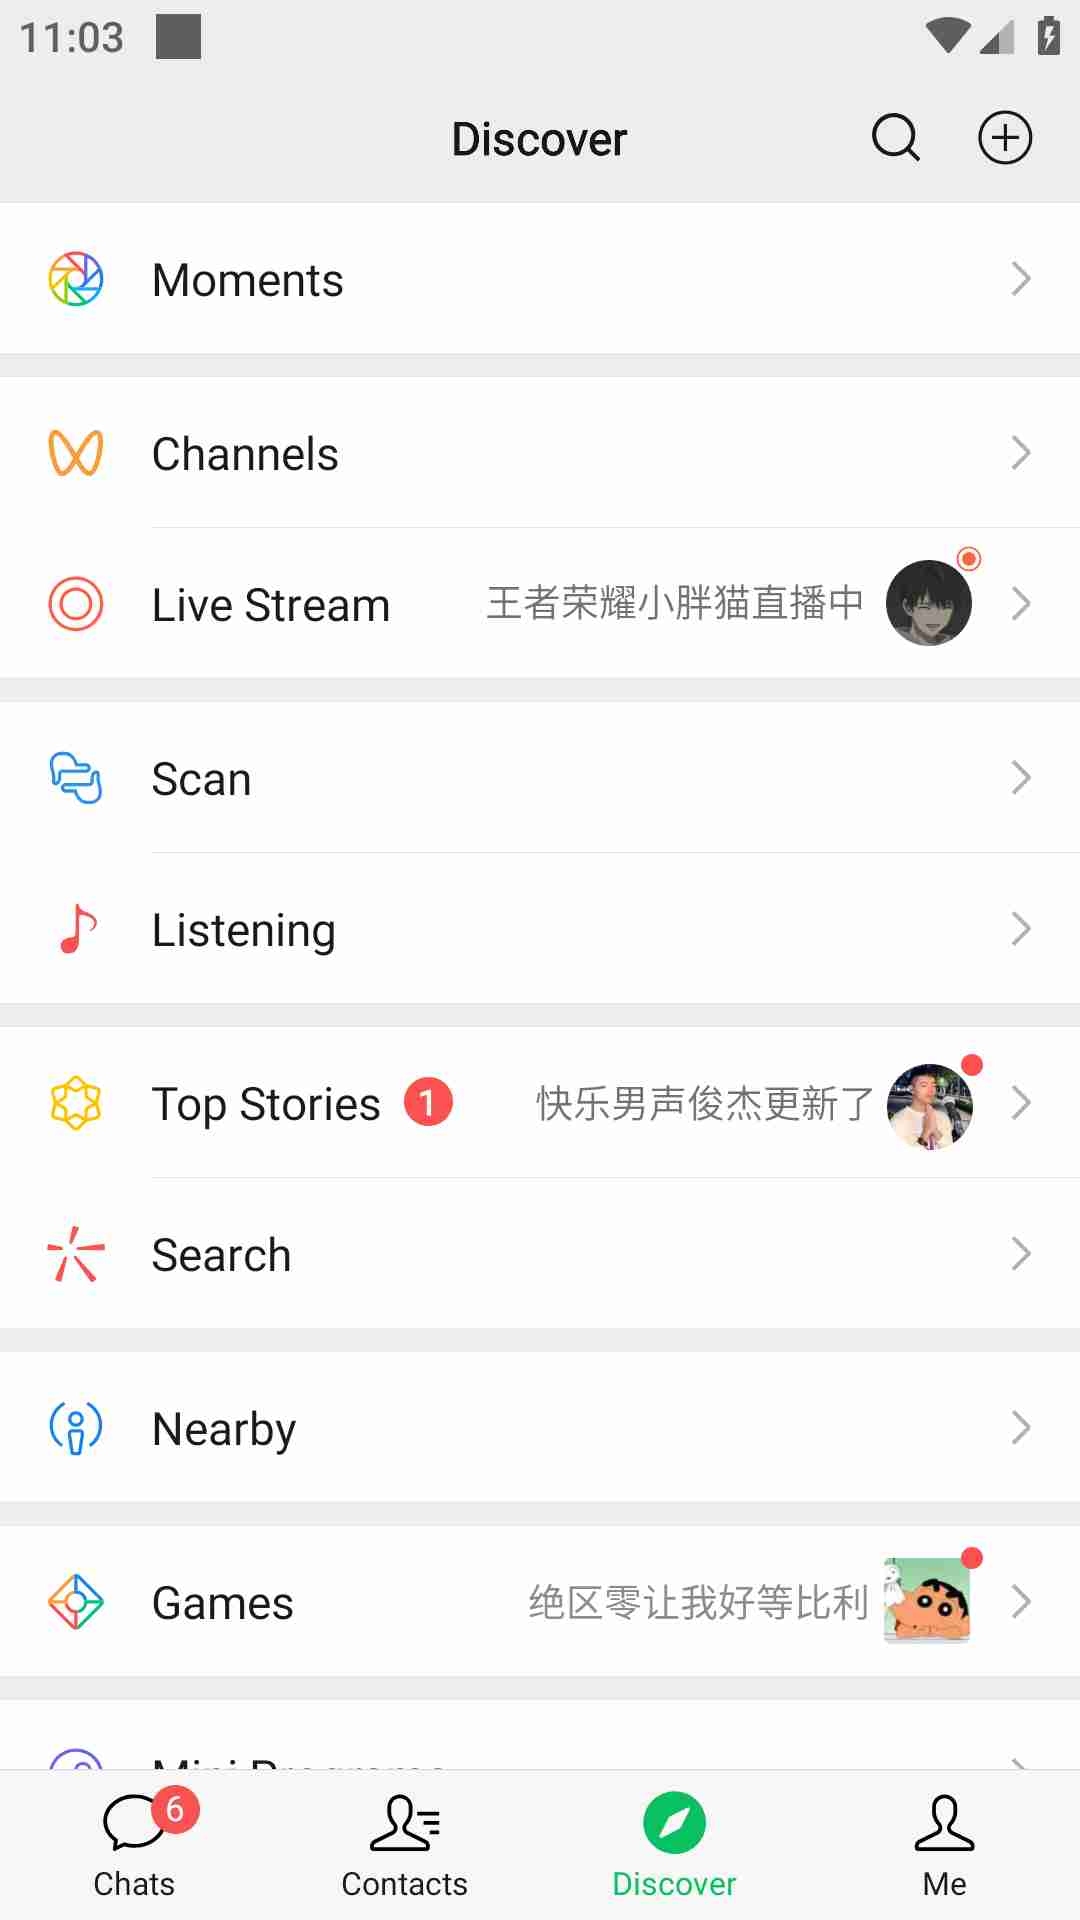 11:03
Discover
Moments
Channels
Live Stream 王者荣耀小胖猫直播中
Scan
Listening
Top Stories 1 快乐男声俊杰更新了
Search
Nearby
Games 绝区零让我好等比利
Mini Programs
6
Chats Contacts Discover Me